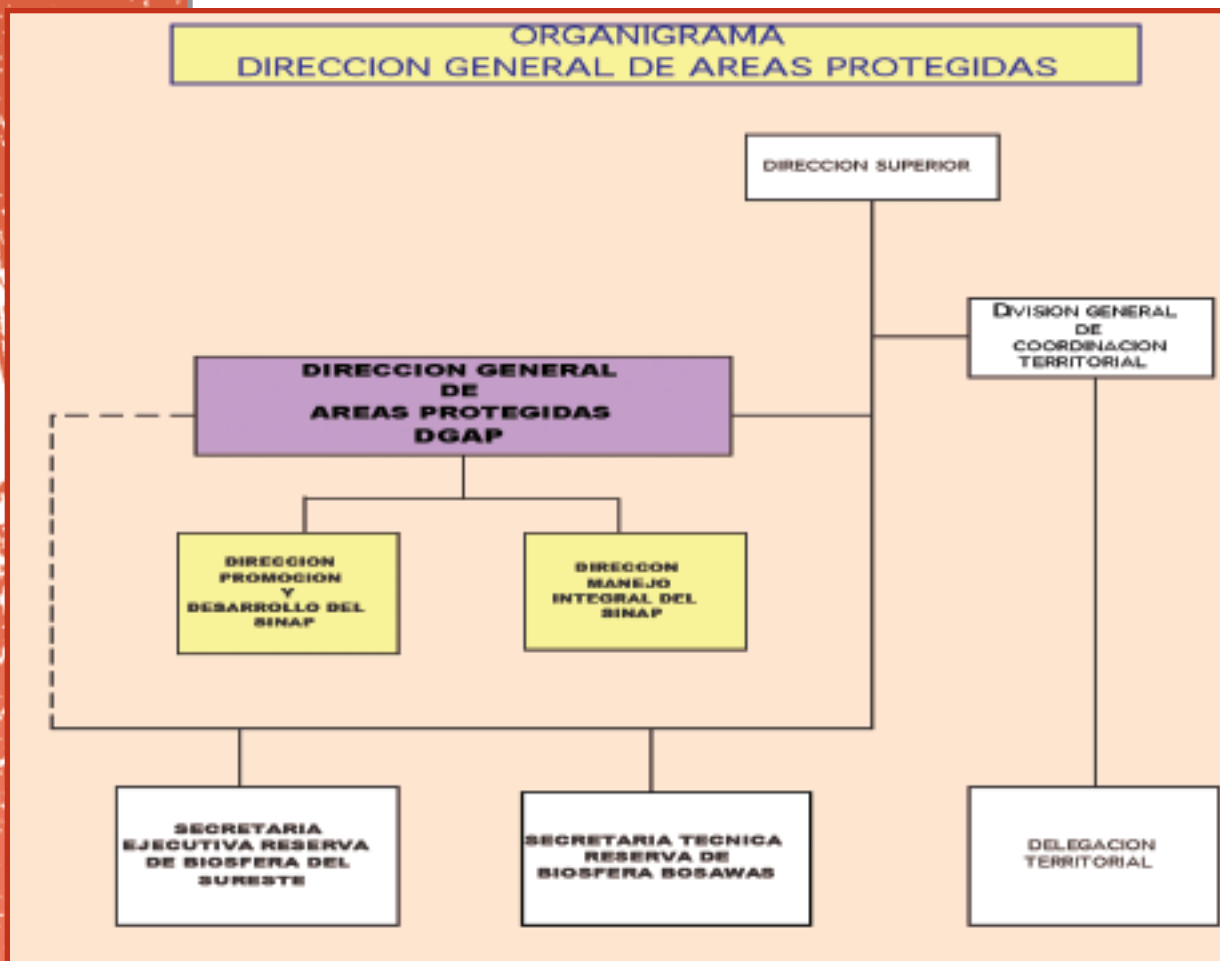 ORGANIGRAMA
DIRECCION GENERAL DE AREAS PROTEGIDAS
DIRECCION SUPERIOR
DIVISION GENERAL
DE
COORDINACION
TERRITORIAL
DIRECCION GENERAL
DE
AREAS PROTEGIDAS
DGAP
DIRECCION
PROMOCION
Y
DESARROLLO DEL
SINAP
DIRECCON
MANEJO
INTEGRAL DEL
SINAP
SECRETARIA
EJECUTIVA RESERVA
DE BIOSFERA DEL
SURESTE
SECRETARIA TECNICA
RESERVA DE
BIOSFERA BOSAWAS
DELEGACION
TERRITORIAL